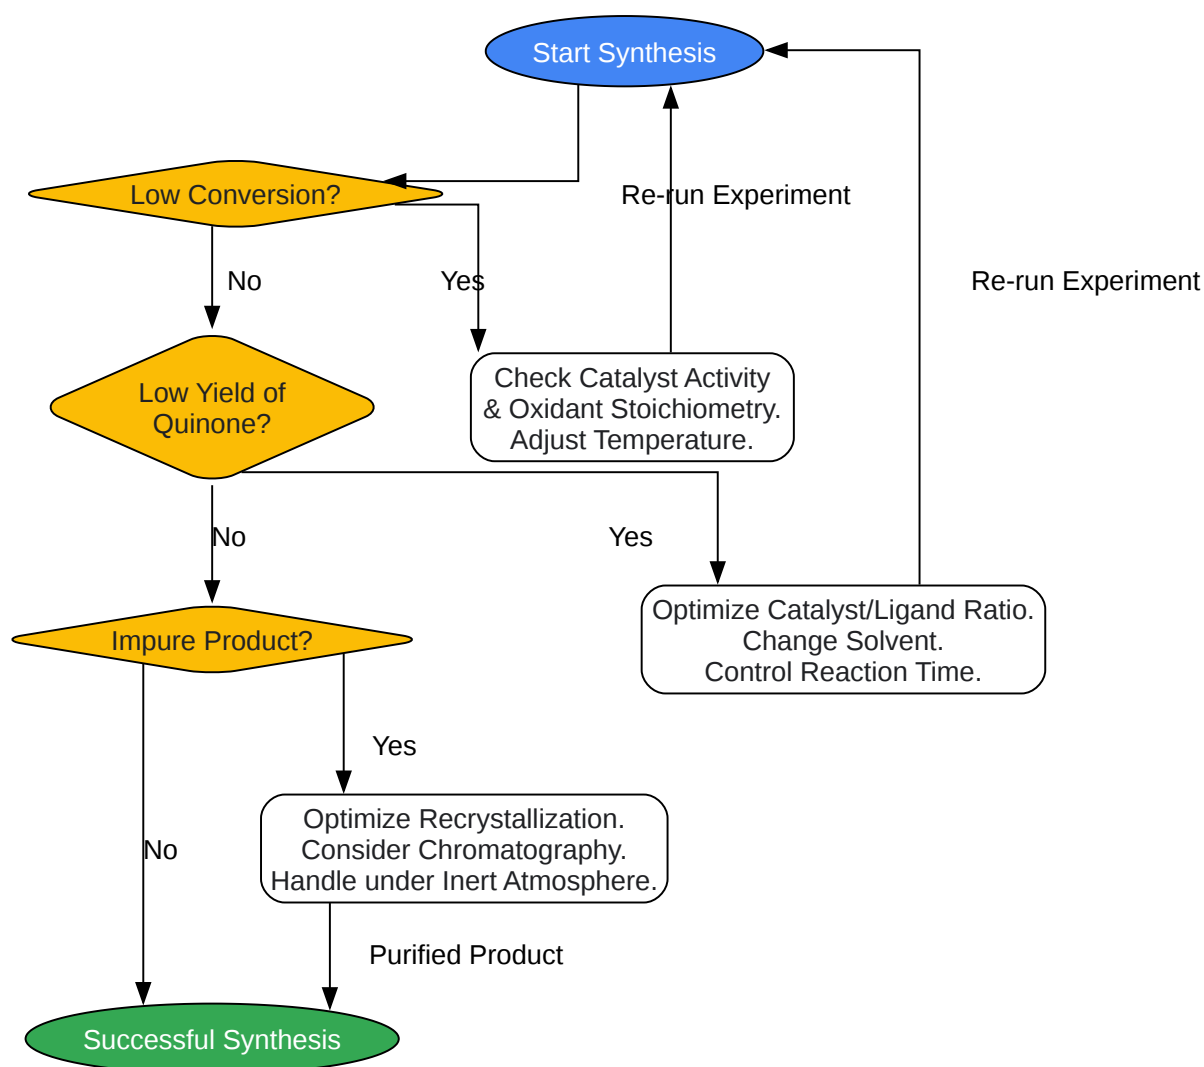 Start Synthesis
Low Conversion?
Re-run Experiment
No
Yes
Re-run Experiment
Low Yield of
Quinone?
Check Catalyst Activity
& Oxidant Stoichiometry.
Adjust Temperature.
No
Yes
Impure Product?
Optimize Catalyst/Ligand Ratio.
Change Solvent.
Control Reaction Time.
Yes
No
Optimize Recrystallization.
Consider Chromatography.
Handle under Inert Atmosphere.
Purified Product
Successful Synthesis